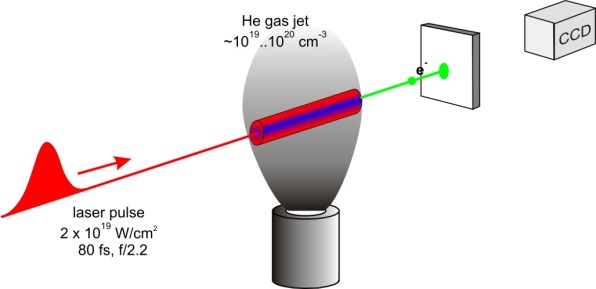 He gas jet
~10¹⁹..10²⁰ cm⁻³
CCD
e⁻
laser pulse
2 x 10¹⁹ W/cm²
80 fs, f/2.2